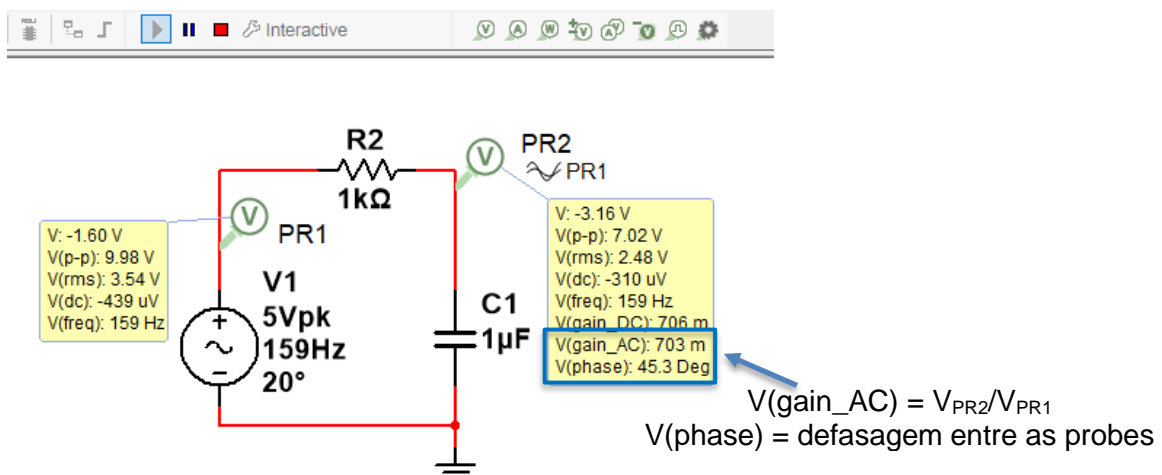 Interactive
R2
1kΩ
PR2
PR1
V: -1.60 V
V(p-p): 9.98 V
V(rms): 3.54 V
V(dc): -439 uV
V(freq): 159 Hz
PR1
V1
5Vpk
159Hz
20°
C1
1µF
V: -3.16 V
V(p-p): 7.02 V
V(rms): 2.48 V
V(dc): -310 uV
V(freq): 159 Hz
V(gain_DC): 706 m
V(gain_AC): 703 m
V(phase): 45.3 Deg
V(gain_AC) = VPR2/VPR1
V(phase) = defasagem entre as probes